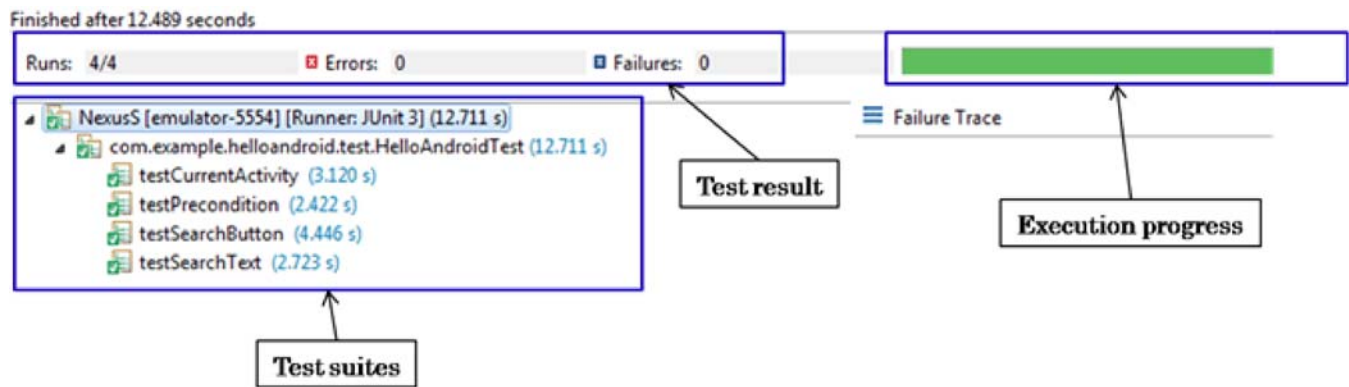 Finished after 12.489 seconds
Runs: 4/4 Errors: 0 Failures: 0
NexusS [emulator-5554] [Runner: JUnit 3] (12.711 s)
Failure Trace
com.example.helloandroid.test.HelloAndroidTest (12.711 s)
testCurrentActivity (3.120 s)
testPrecondition (2.422 s)
testSearchButton (4.446 s)
testSearchText (2.723 s)
Test result
Execution progress
Test suites